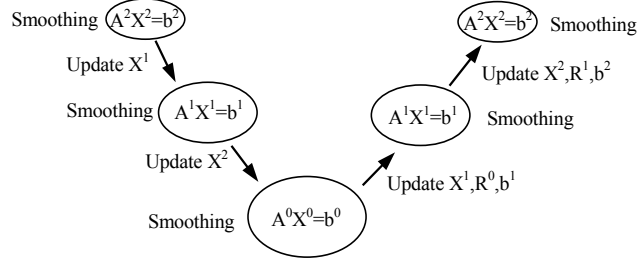 Smoothing A²X²=b²
Update X¹
Smoothing A¹X¹=b¹
Update X²
Smoothing A⁰X⁰=b⁰
Update X¹,R⁰,b¹
A¹X¹=b¹ Smoothing
Update X²,R¹,b²
A²X²=b² Smoothing